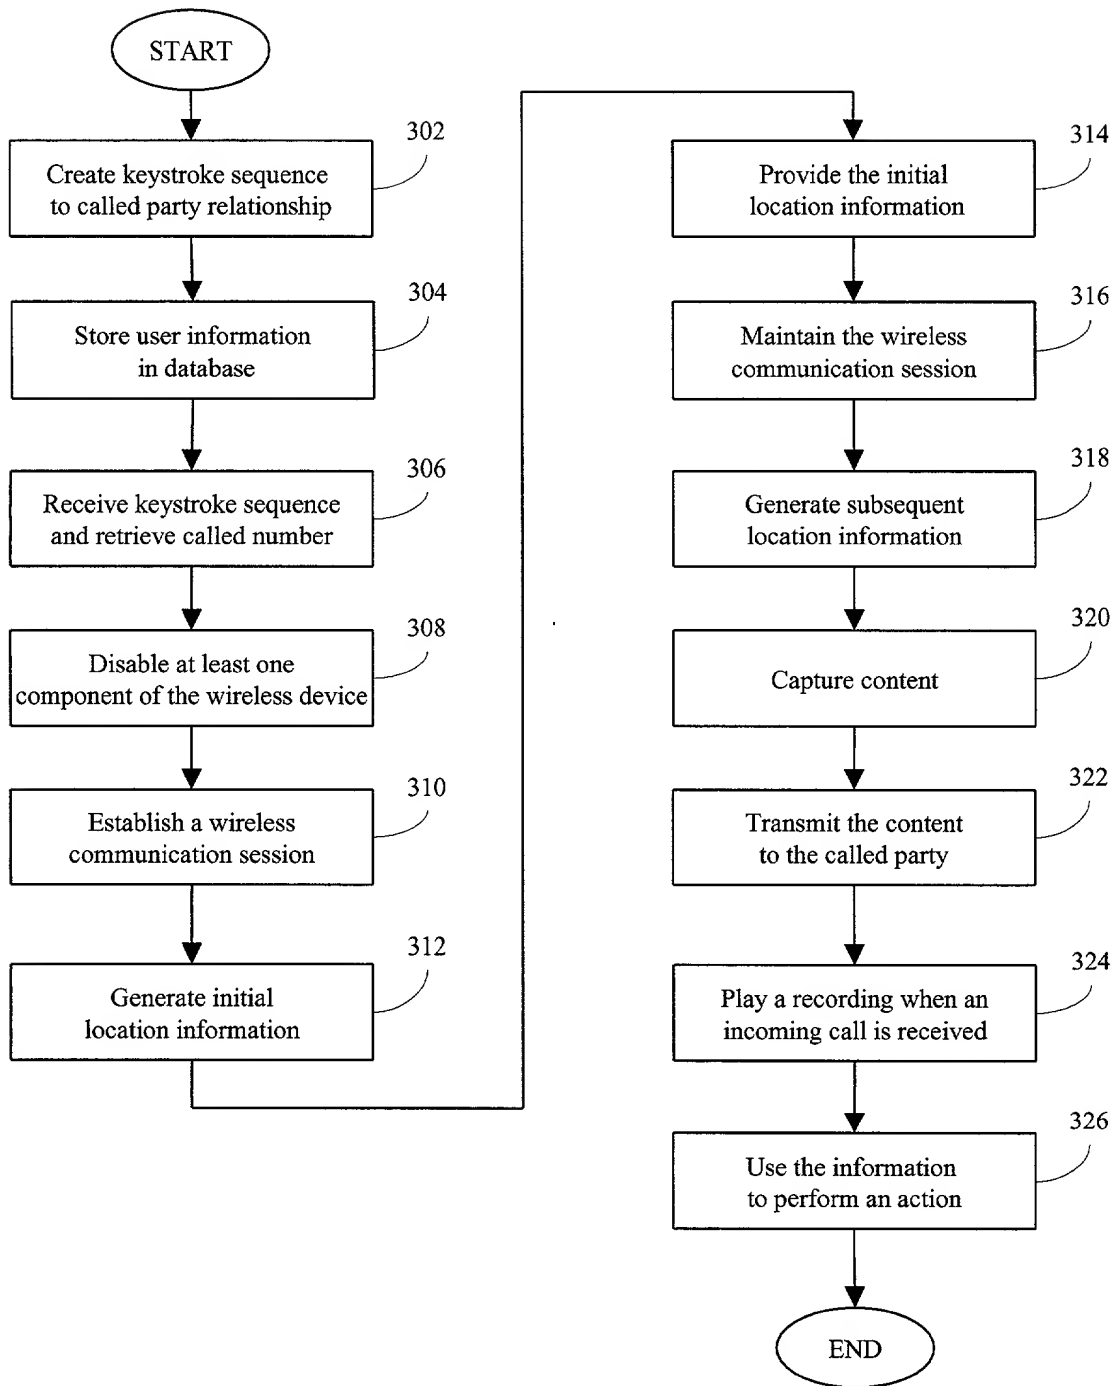 START
302
Create keystroke sequence
to called party relationship
304
Store user information
in database
306
Receive keystroke sequence
and retrieve called number
308
Disable at least one
component of the wireless device
310
Establish a wireless
communication session
312
Generate initial
location information
314
Provide the initial
location information
316
Maintain the wireless
communication session
318
Generate subsequent
location information
320
Capture content
322
Transmit the content
to the called party
324
Play a recording when an
incoming call is received
326
Use the information
to perform an action
END